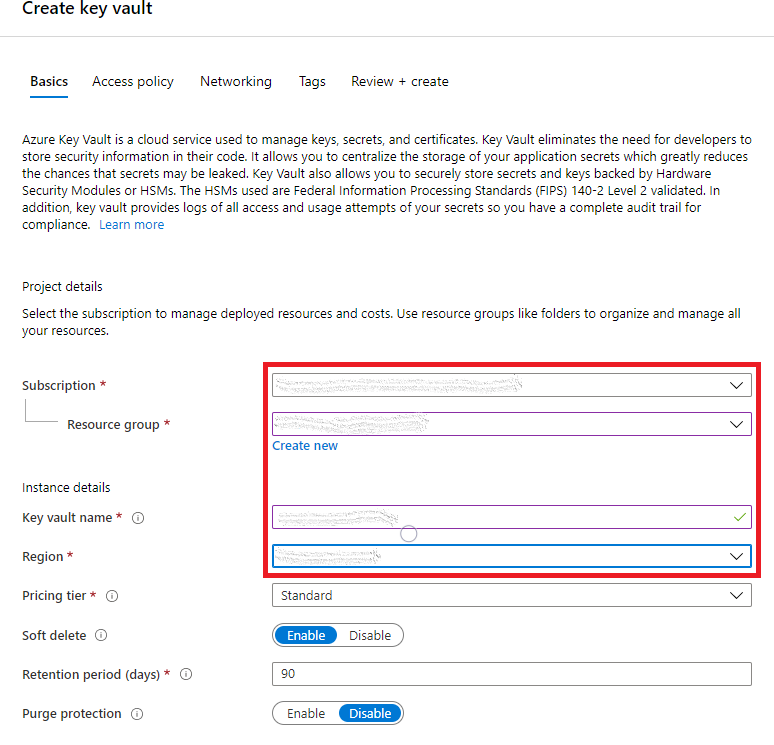 Create key vault
Basics Access policy Networking Tags Review + create
Azure Key Vault is a cloud service used to manage keys, secrets, and certificates. Key Vault eliminates the need for developers to
store security information in their code. It allows you to centralize the storage of your application secrets which greatly reduces
the chances that secrets may be leaked. Key Vault also allows you to securely store secrets and keys backed by Hardware
Security Modules or HSMs. The HSMs used are Federal Information Processing Standards (FIPS) 140-2 Level 2 validated. In
addition, key vault provides logs of all access and usage attempts of your secrets so you have a complete audit trail for
compliance. Learn more
Project details
Select the subscription to manage deployed resources and costs. Use resource groups like folders to organize and manage all
your resources.
Subscription *
Resource group *
Create new
Instance details
Key vault name *
Region *
Pricing tier * Standard
Soft delete Enable Disable
Retention period (days) * 90
Purge protection Enable Disable